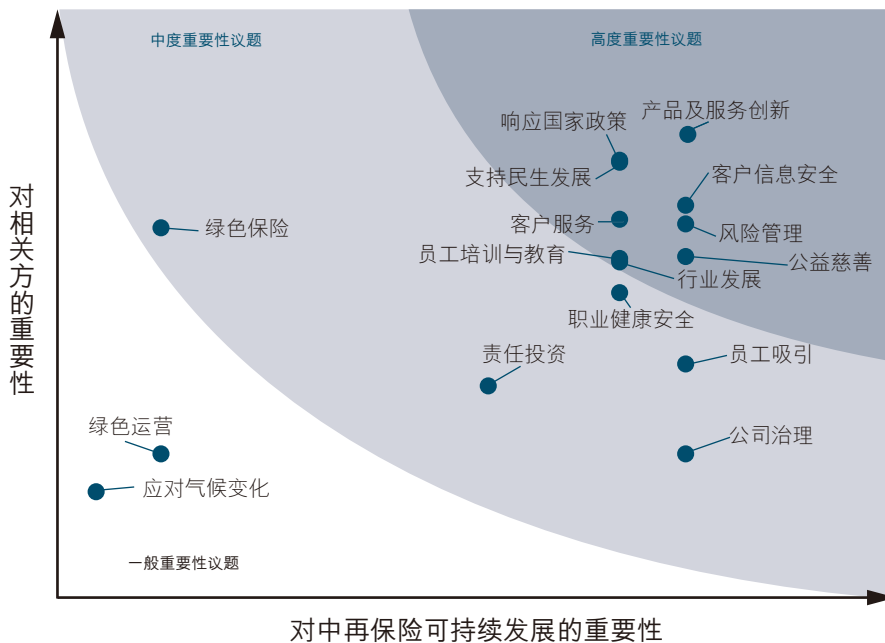 中度重要性议题
高度重要性议题
产品及服务创新
响应国家政策
支持民生发展
客户信息安全
客户服务
风险管理
绿色保险
员工培训与教育
公益慈善
行业发展
职业健康安全
责任投资
员工吸引
绿色运营
公司治理
应对气候变化
一般重要性议题
对相关方的重要性
对中再保险可持续发展的重要性